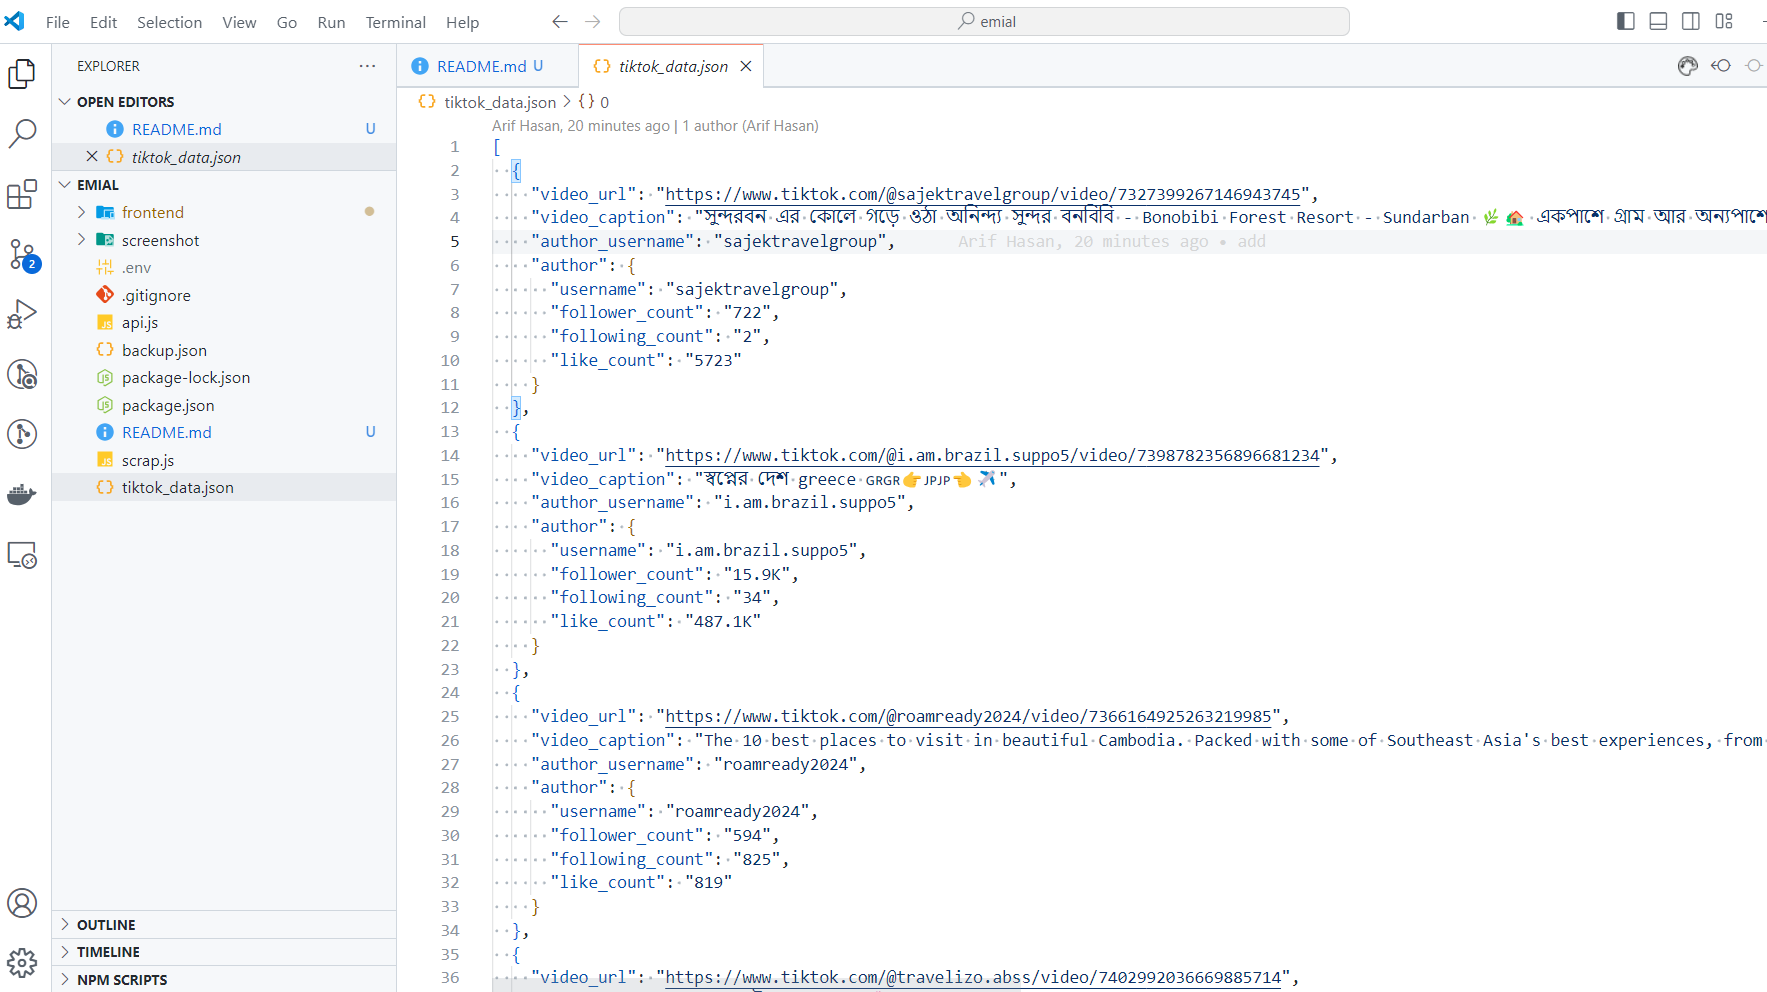 File Edit Selection View Go Run Terminal Help
emial
EXPLORER
OPEN EDITORS
README.md U
tiktok_data.json
EMIAL
frontend
screenshot
.env
.gitignore
api.js
backup.json
package-lock.json
package.json
README.md U
scrap.js
tiktok_data.json
OUTLINE
TIMELINE
NPM SCRIPTS
2
README.md U tiktok_data.json
tiktok_data.json > {} 0
Arif Hasan, 20 minutes ago | 1 author (Arif Hasan)
1 [
2 {
3 "video_url": "https://www.tiktok.com/@sajektravelgroup/video/7327399267146943745",
4 "video_caption": "সুন্দরবন এর কোলে গড়ে ওঠা অনিন্দ্য সুন্দর বনবিবি - Bonobibi Forest Resort - Sundarban 🌿 🏠 একপাশে গ্রাম আর অন্যপাশে
5 "author_username": "sajektravelgroup", Arif Hasan, 20 minutes ago • add
6 "author": {
7 "username": "sajektravelgroup",
8 "follower_count": "722",
9 "following_count": "2",
10 "like_count": "5723"
11 }
12 },
13 {
14 "video_url": "https://www.tiktok.com/@i.am.brazil.suppo5/video/7398782356896681234",
15 "video_caption": "স্বপ্নের দেশ greece GRGR👉JPJP👈 ✈️",
16 "author_username": "i.am.brazil.suppo5",
17 "author": {
18 "username": "i.am.brazil.suppo5",
19 "follower_count": "15.9K",
20 "following_count": "34",
21 "like_count": "487.1K"
22 }
23 },
24 {
25 "video_url": "https://www.tiktok.com/@roamready2024/video/7366164925263219985",
26 "video_caption": "The 10 best places to visit in beautiful Cambodia. Packed with some of Southeast Asia's best experiences, from
27 "author_username": "roamready2024",
28 "author": {
29 "username": "roamready2024",
30 "follower_count": "594",
31 "following_count": "825",
32 "like_count": "819"
33 }
34 },
35 {
36 "video_url": "https://www.tiktok.com/@travelizo.abss/video/7402992036669885714",